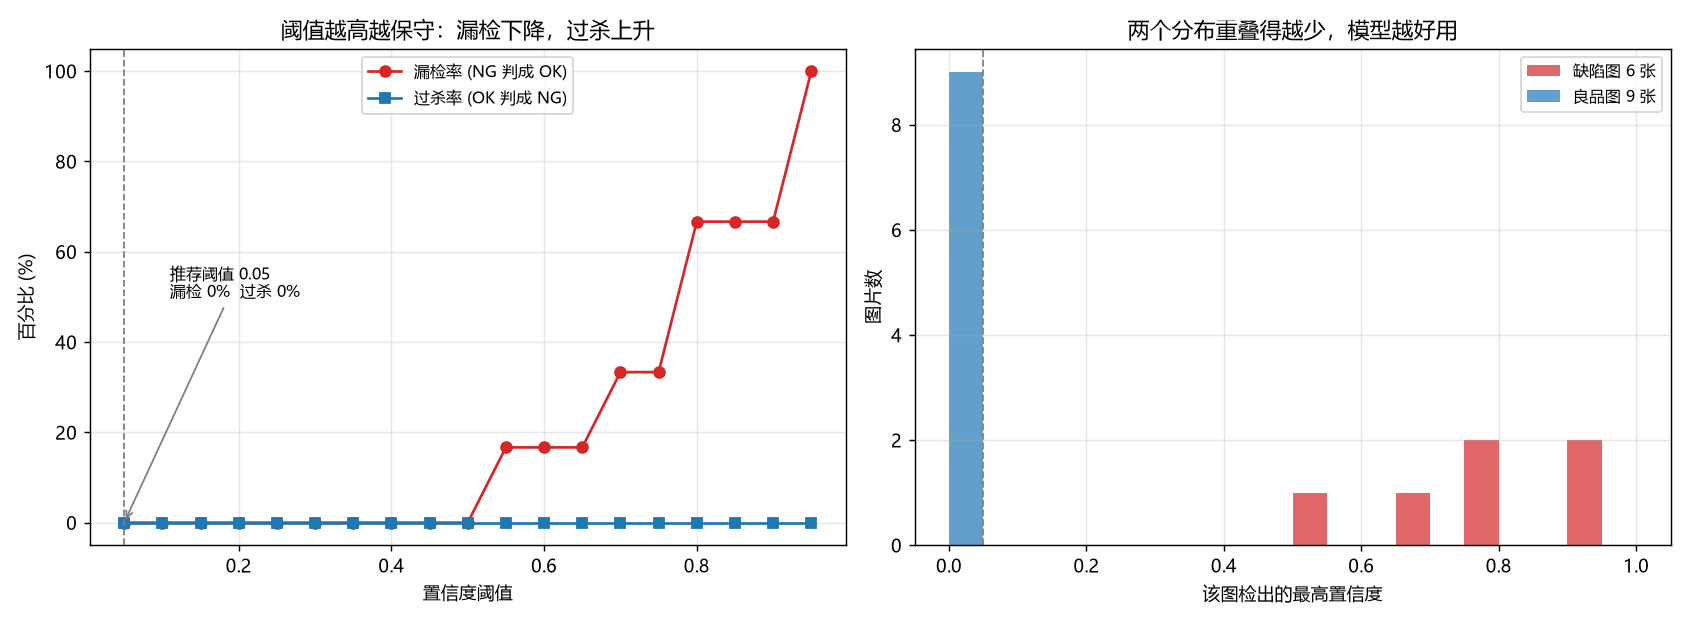 阈值越高越保守：漏检下降，过杀上升
漏检率 (NG 判成 OK)
过杀率 (OK 判成 NG)
推荐阈值 0.05
漏检 0%  过杀 0%
百分比 (%)
100
80
60
40
20
0
0.2 0.4 0.6 0.8
置信度阈值
两个分布重叠得越少，模型越好用
缺陷图 6 张
良品图 9 张
图片数
8
6
4
2
0
0.0 0.2 0.4 0.6 0.8 1.0
该图检出的最高置信度